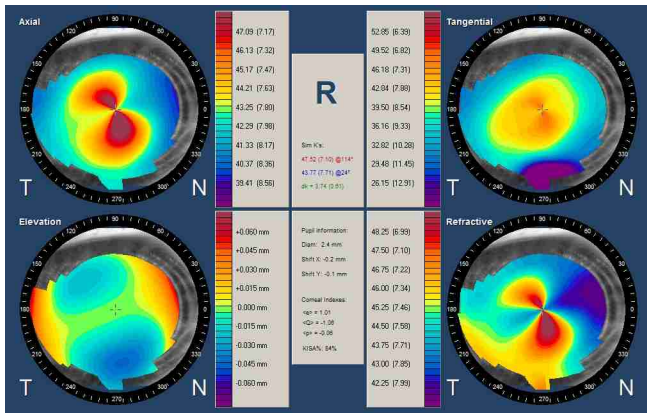 Axial
Tangential
47.09 (7.17)
46.13 (7.32)
45.17 (7.47)
44.21 (7.63)
43.25 (7.80)
42.29 (7.98)
41.33 (8.17)
40.37 (8.36)
39.41 (8.56)
R
Sim K's:
47.52 (7.10) @114°
43.77 (7.71) @24°
dk = 3.74 (0.61)
52.85 (6.39)
49.52 (6.82)
46.18 (7.31)
42.84 (7.88)
39.50 (8.54)
36.16 (9.33)
32.82 (10.28)
29.48 (11.45)
26.15 (12.91)
T
N
T
N
Elevation
Refractive
+0.060 mm
+0.045 mm
+0.030 mm
+0.015 mm
0.000 mm
-0.015 mm
-0.030 mm
-0.045 mm
-0.060 mm
Pupil Information:
Diam: 2.4 mm
Shift X: -0.2 mm
Shift Y: -0.1 mm
Corneal Indexes:
<e> = 1.01
<Q> = -1.06
<p> = -0.06
KISA%: 54%
48.25 (6.99)
47.50 (7.10)
46.75 (7.22)
46.00 (7.34)
45.25 (7.46)
44.50 (7.58)
43.75 (7.71)
43.00 (7.85)
42.25 (7.99)
T
N
T
N